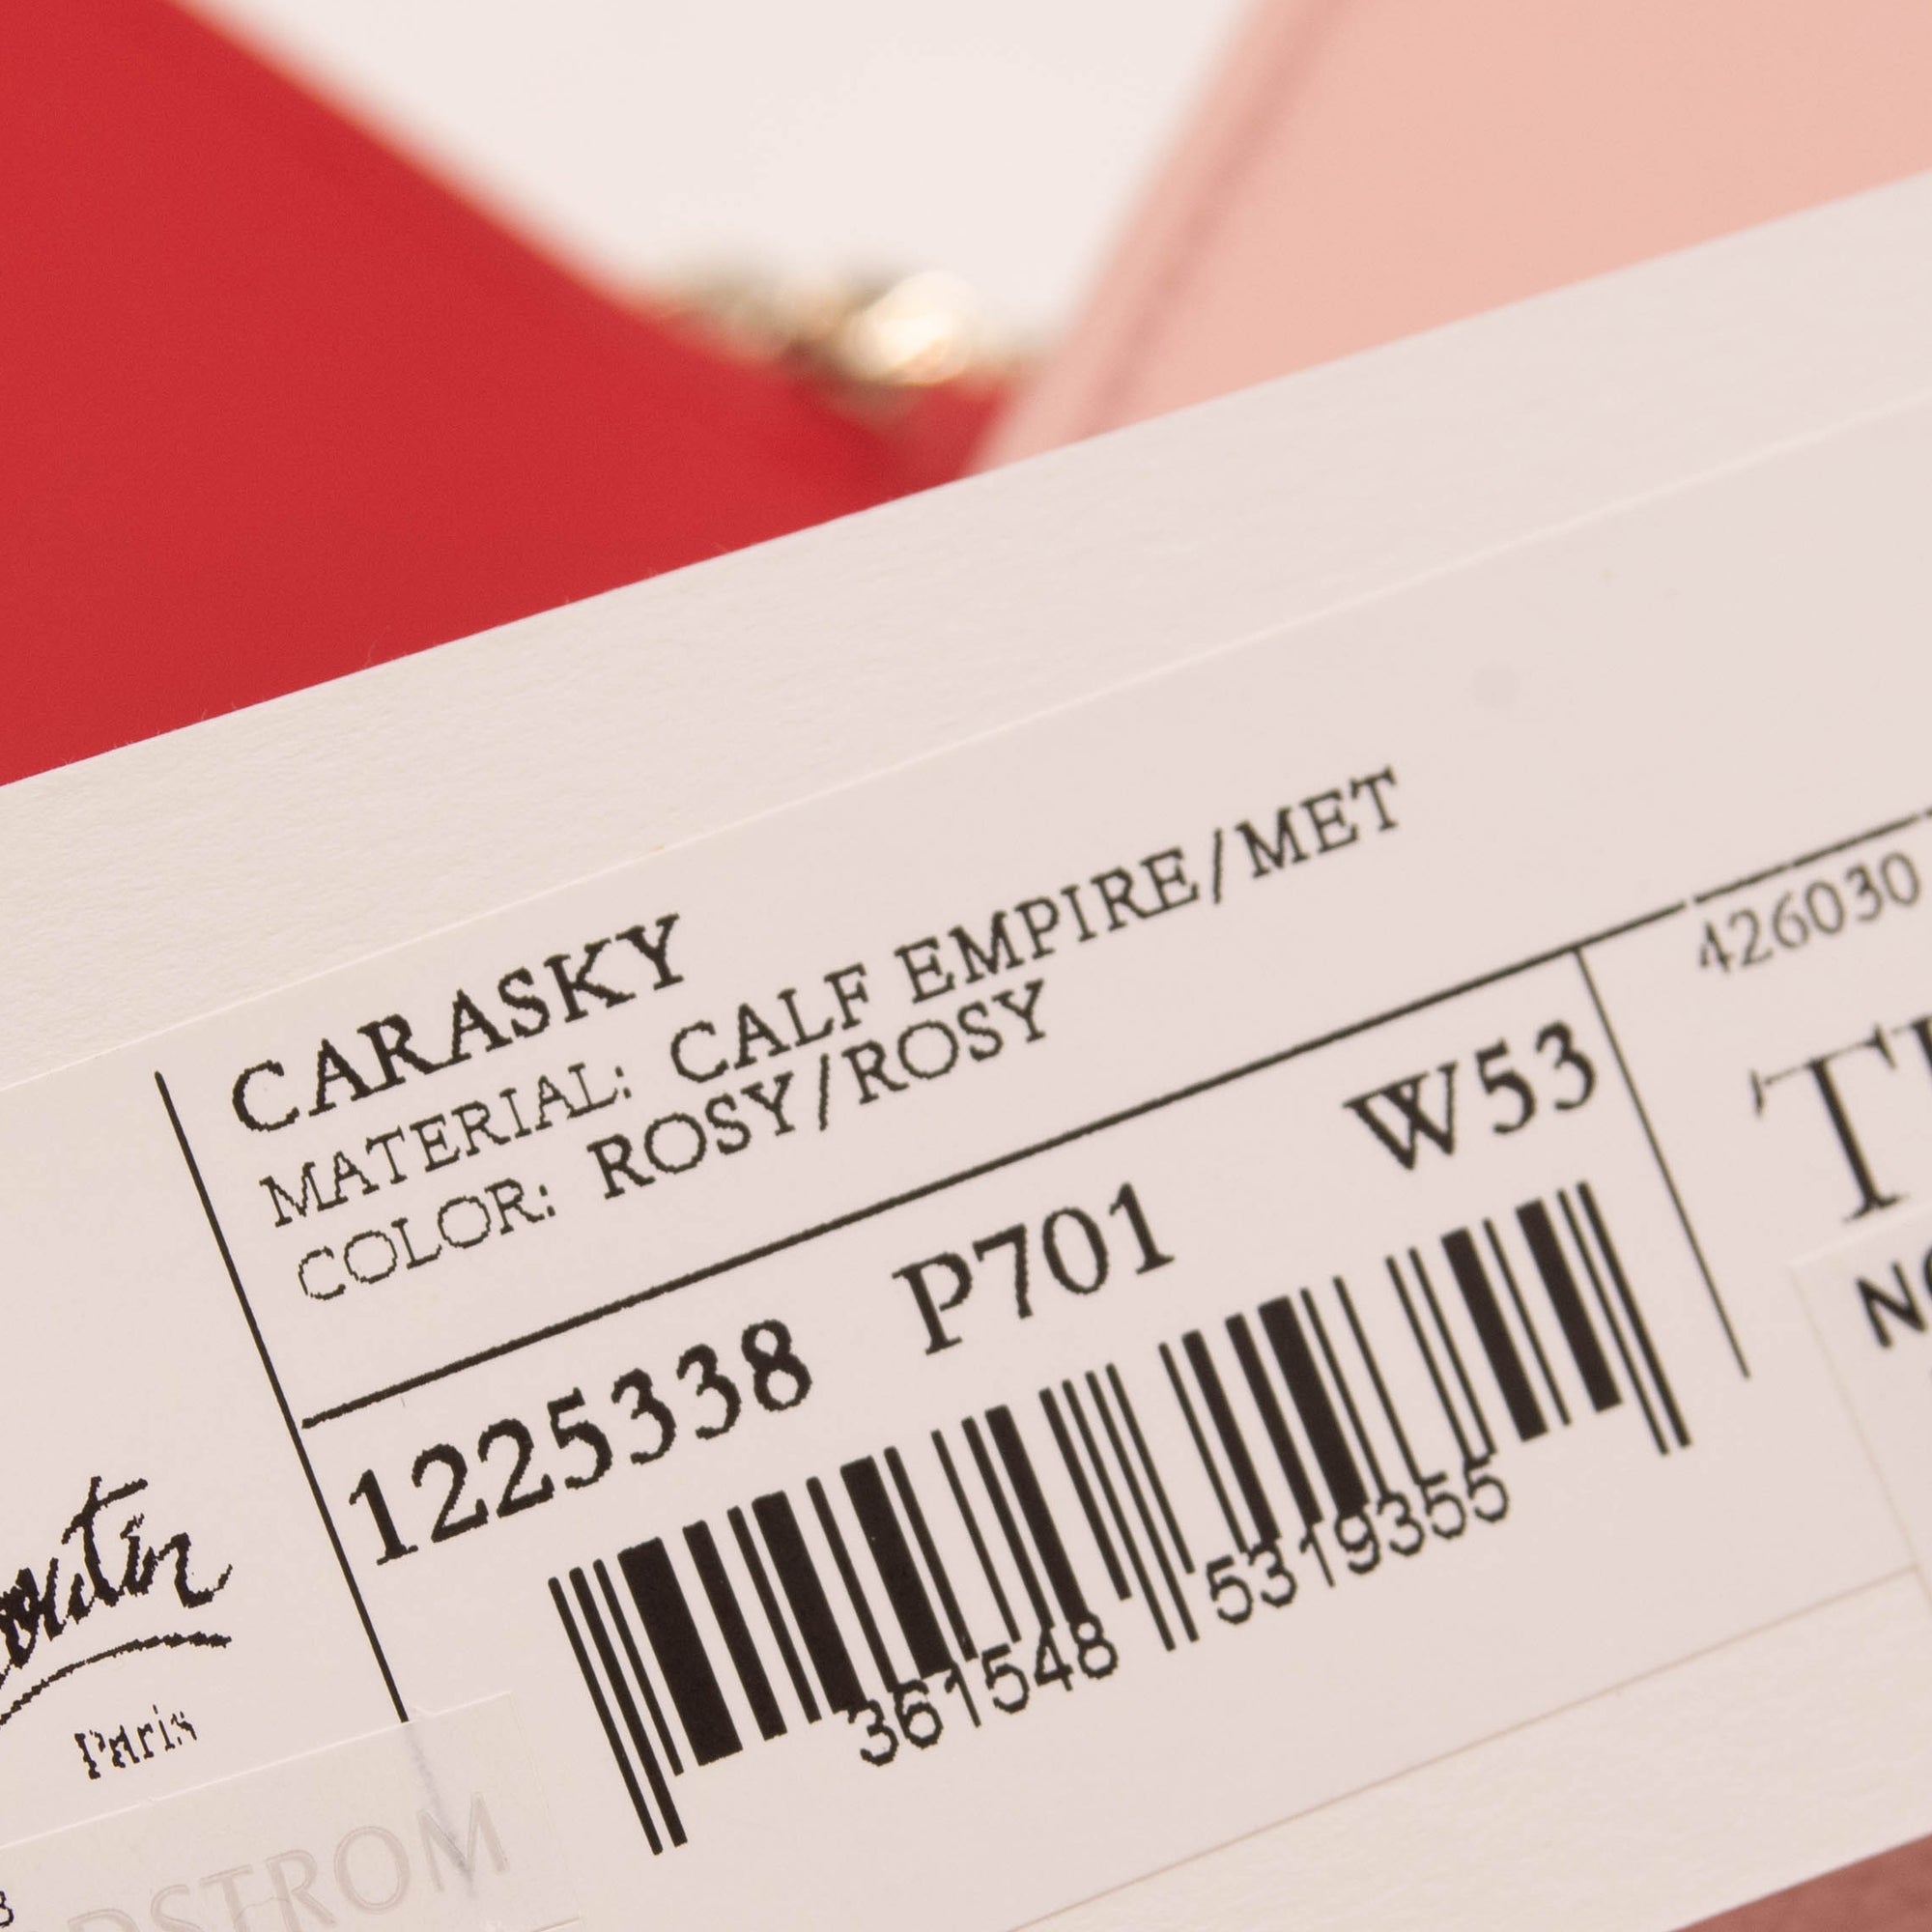 CARASKY
MATERIAL: CALF EMPIRE/MET
COLOR: ROSY/ROSY
426030
1225338 P701 W53
361548 5319355
Paris